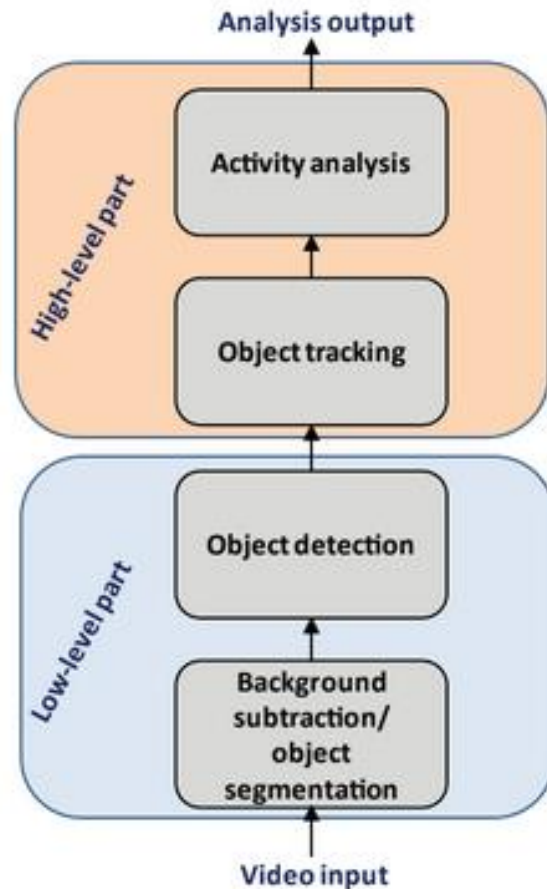 Analysis output
Activity analysis
High-level part
Object tracking
Object detection
Low-level part
Background
subtraction/
object
segmentation
Video input